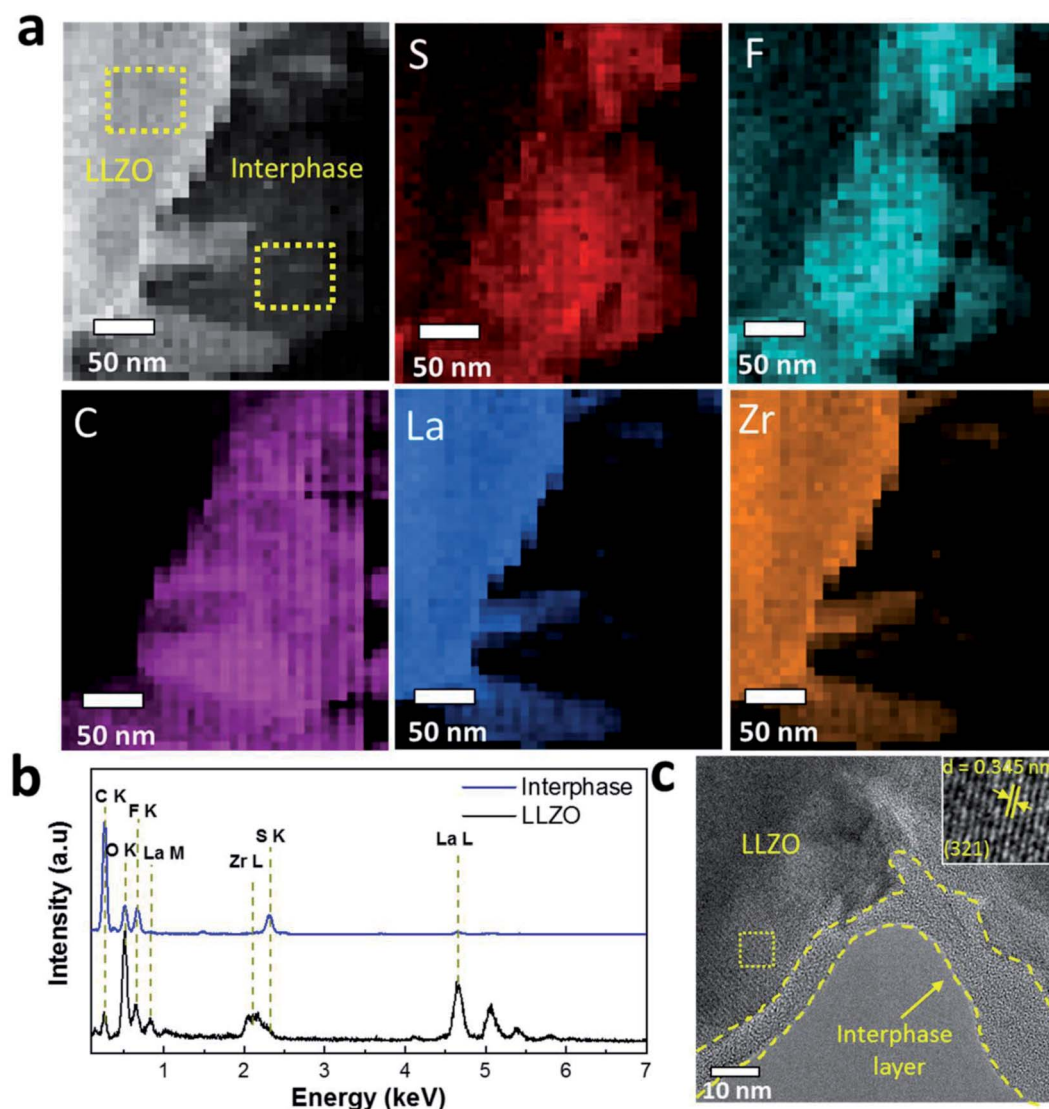 a
LLZO
Interphase
50 nm
S
50 nm
F
50 nm
C
50 nm
La
50 nm
Zr
50 nm
b
Interphase
LLZO
C K
O K
F K
La M
Zr L
S K
La L
Intensity (a.u)
1 2 3 4 5 6 7
Energy (keV)
c
d = 0.345 nm
(321)
LLZO
Interphase
layer
10 nm